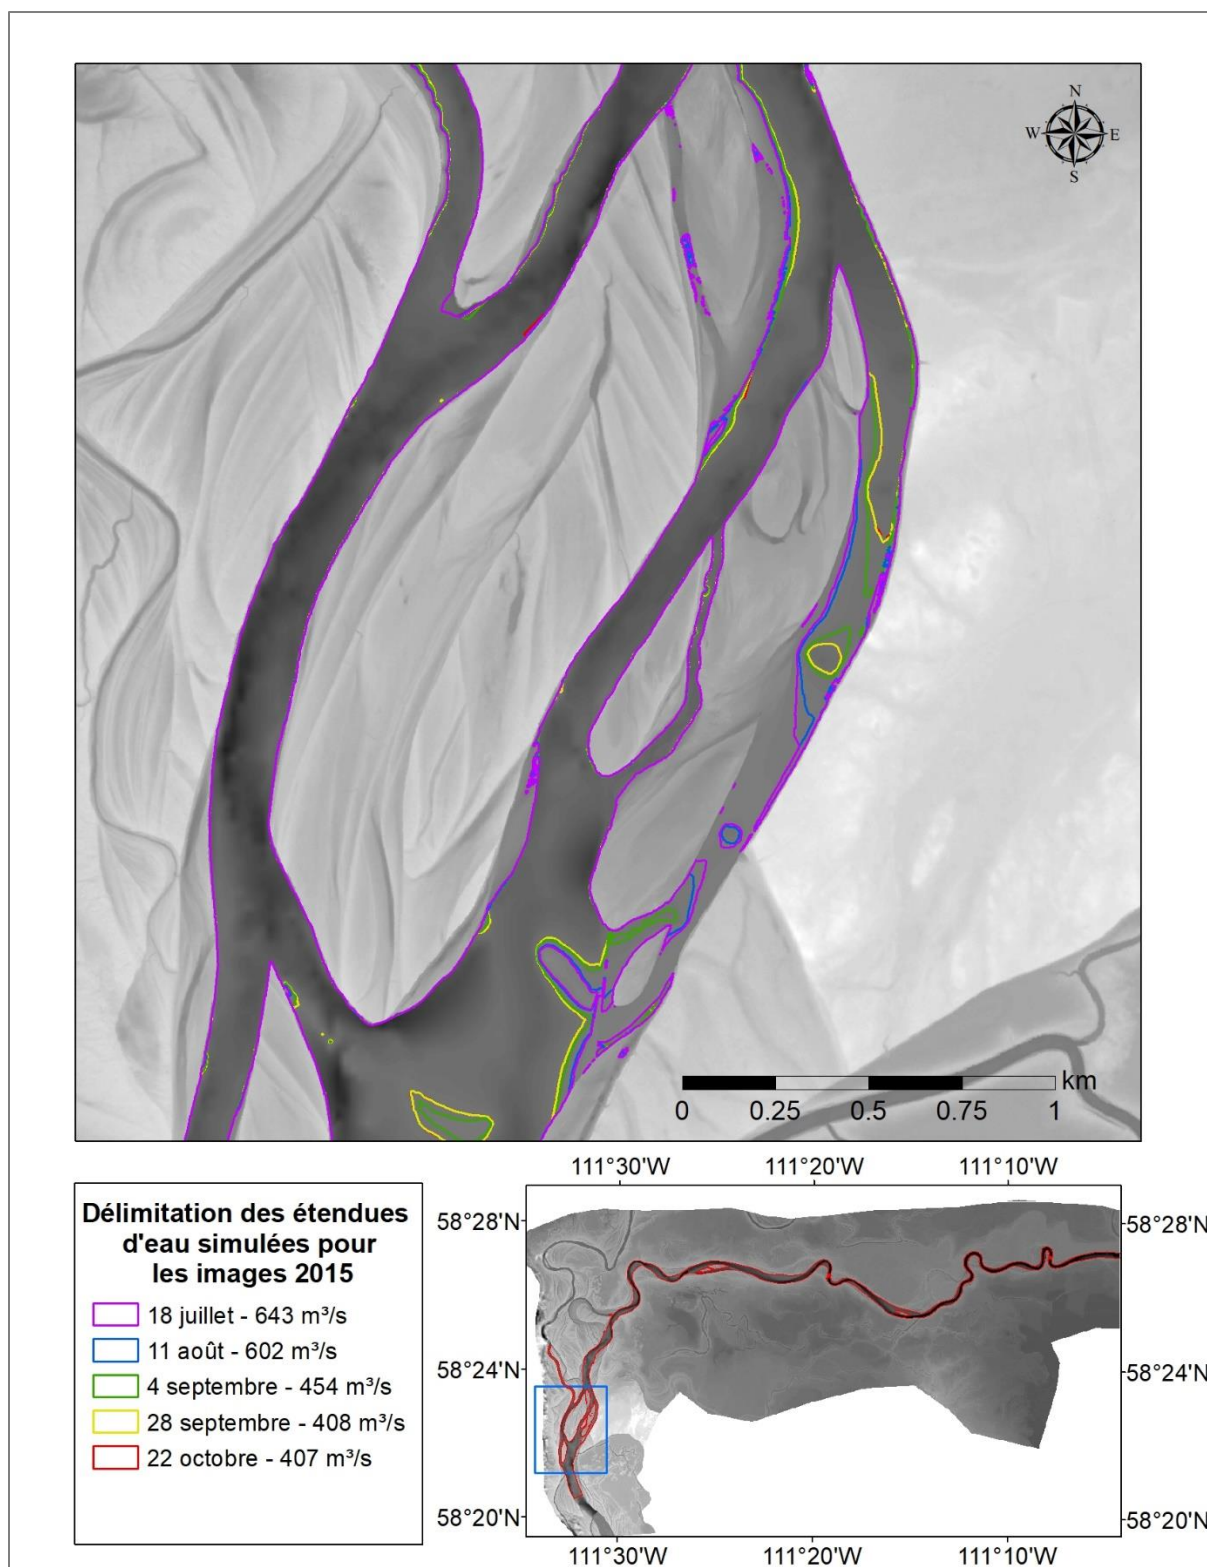 N
W E
S
km
0 0.25 0.5 0.75 1
111°30'W 111°20'W 111°10'W
Délimitation des étendues
d'eau simulées pour
les images 2015
18 juillet - 643 m³/s
11 août - 602 m³/s
4 septembre - 454 m³/s
28 septembre - 408 m³/s
22 octobre - 407 m³/s
58°28'N 58°28'N
58°24'N 58°24'N
58°20'N 58°20'N
111°30'W 111°20'W 111°10'W